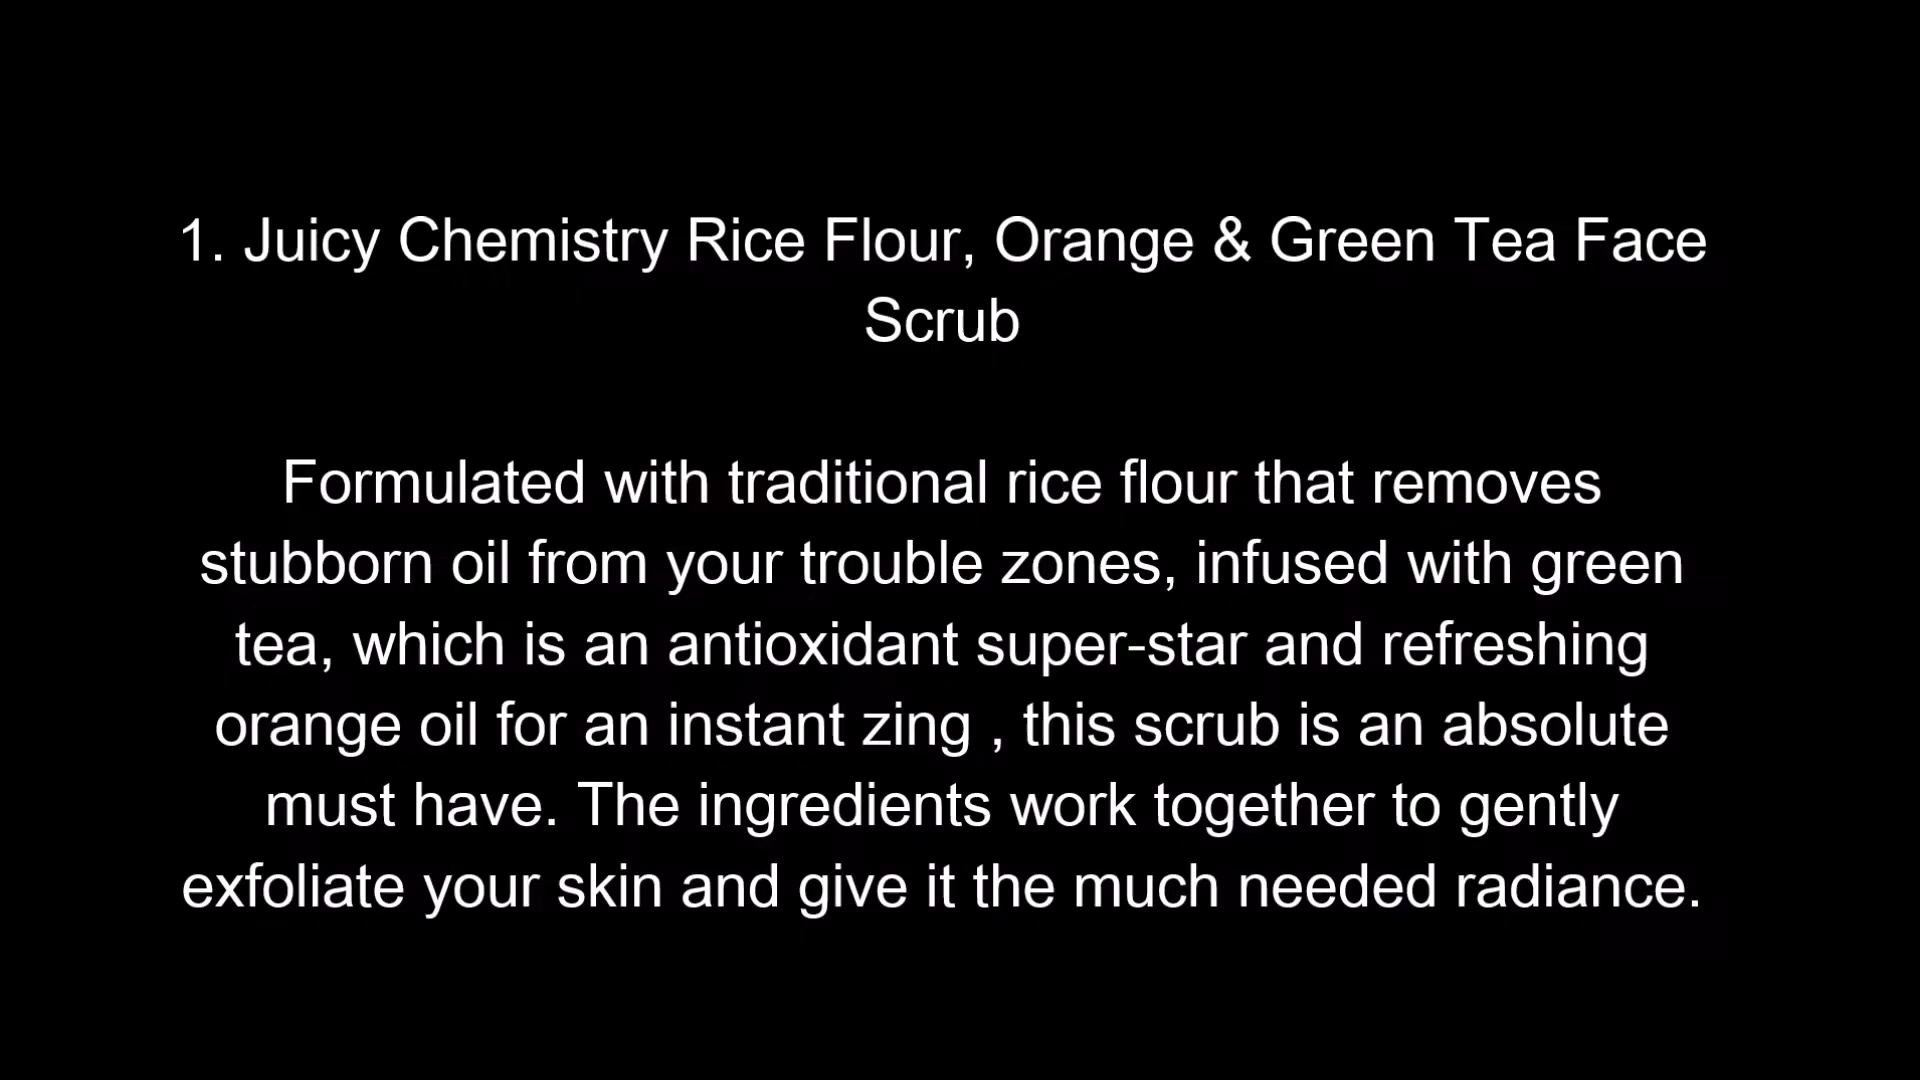 1. Juicy Chemistry Rice Flour, Orange & Green Tea Face
Scrub
Formulated with traditional rice flour that removes
stubborn oil from your trouble zones, infused with green
tea, which is an antioxidant super-star and refreshing
orange oil for an instant zing , this scrub is an absolute
must have. The ingredients work together to gently
exfoliate your skin and give it the much needed radiance.